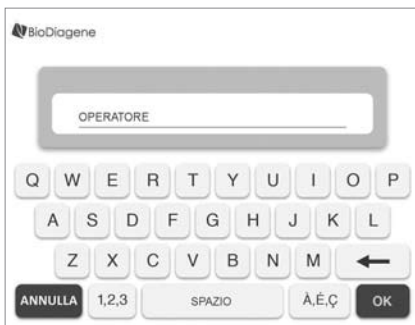 BioDiagene
OPERATORE
Q W E R T Y U I O P
A S D F G H J K L
Z X C V B N M
ANNULLA 1,2,3 SPAZIO À,É,Ç OK